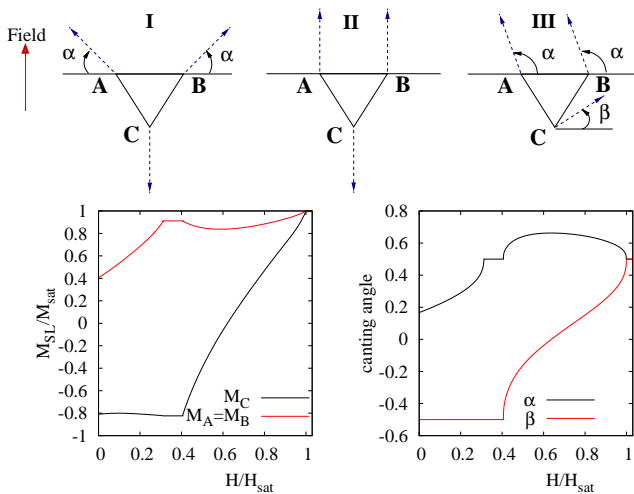 I II III
Field
α α α α
A B A B A B
C C C β
M_SL/M_sat
1
0.8
0.6
0.4
0.2
0
-0.2
-0.4
-0.6
-0.8
-1
M_C
M_A=M_B
0 0.2 0.4 0.6 0.8 1
H/H_sat
canting angle
0.8
0.6
0.4
0.2
0
-0.2
-0.4
-0.6
α
β
0 0.2 0.4 0.6 0.8 1
H/H_sat